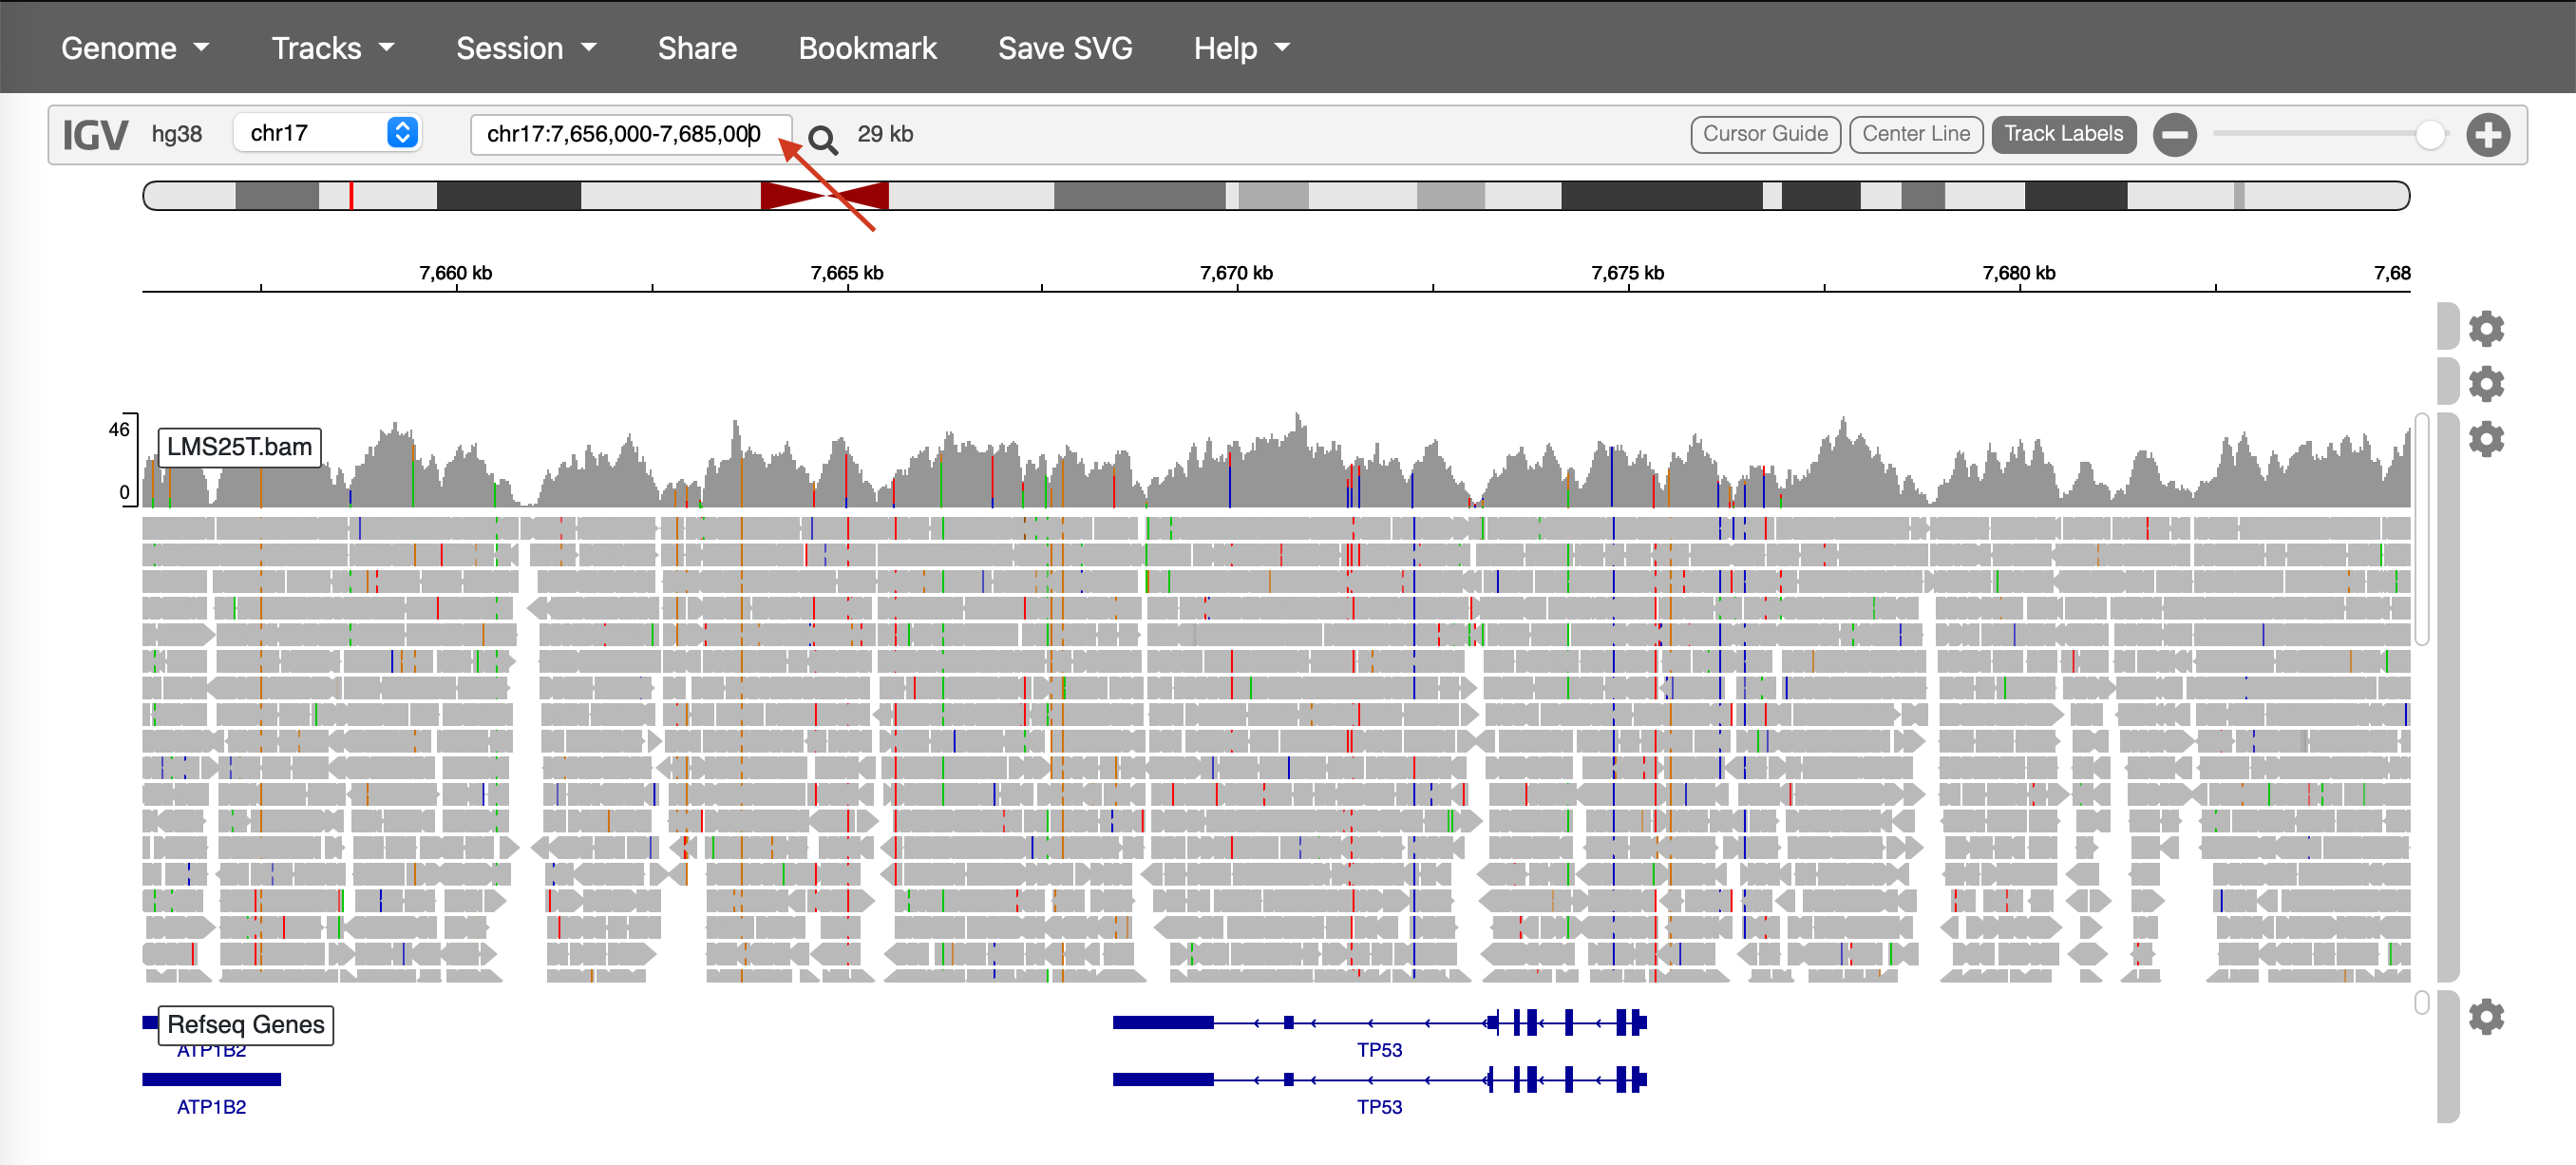 Genome Tracks Session Share Bookmark Save SVG Help
IGV hg38 chr17 chr17:7,656,000-7,685,000 29 kb Cursor Guide Center Line Track Labels
7,660 kb 7,665 kb 7,670 kb 7,675 kb 7,680 kb 7,68
46
LMS25T.bam
0
Refseq Genes
ATP1B2 TP53
ATP1B2 TP53